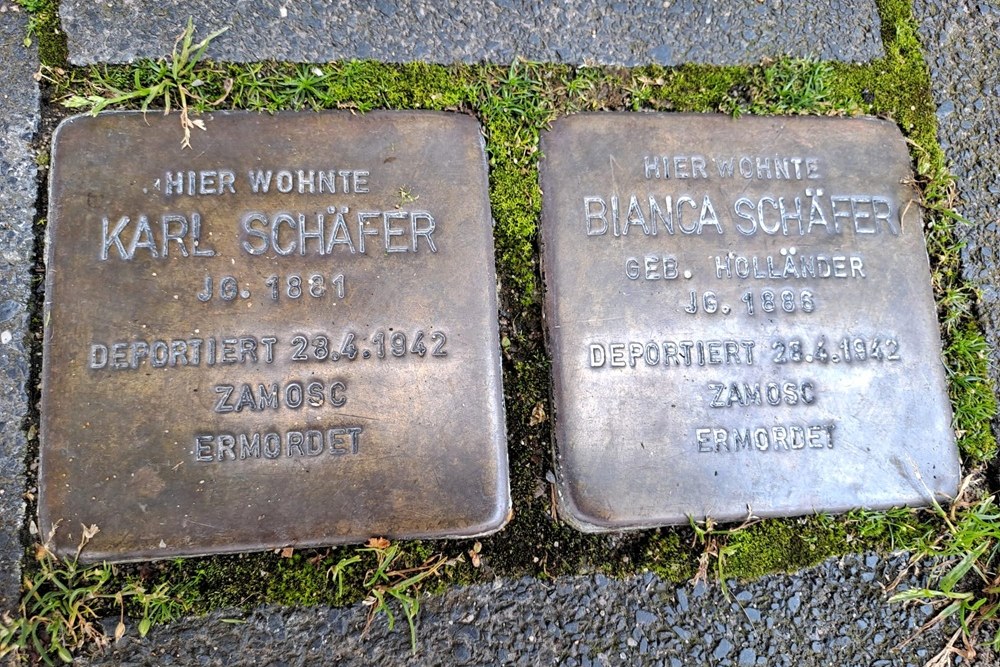 HIER WOHNTE
KARL SCHÄFER
JG. 1881
DEPORTIERT 28.4.1942
ZAMOSC
ERMORDET
HIER WOHNTE
BIANCA SCHÄFER
GEB. HOLLÄNDER
JG. 1886
DEPORTIERT 28.4.1942
ZAMOSC
ERMORDET